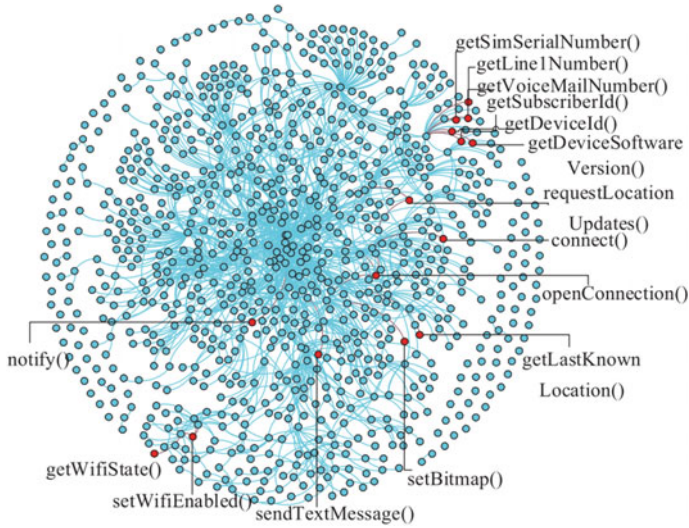 getSimSerialNumber()
getLine1Number()
getVoiceMailNumber()
getSubscriberId()
getDeviceId()
getDeviceSoftware
Version()
requestLocation
Updates()
connect()
openConnection()
notify()
getLastKnown
Location()
getWifiState()
setBitmap()
setWifiEnabled()
sendTextMessage()